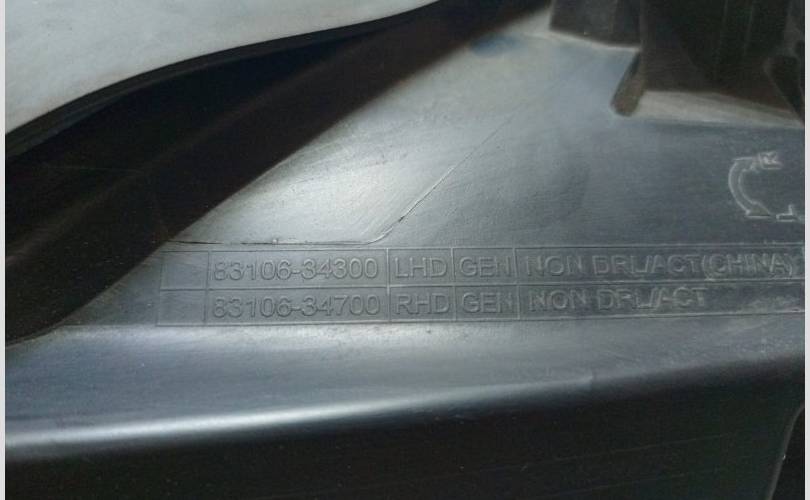 83106-34300 LHD GEN NON DRL/ACT(CHINA)
83106-34700 RHD GEN NON DRL/ACT